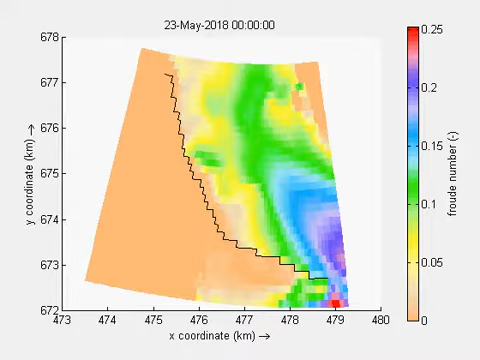 23-May-2018 00:00:00
678
677
676
675
674
673
672
473 474 475 476 477 478 479 480
x coordinate (km) →
y coordinate (km) →
0.25
0.2
0.15
0.1
0.05
0
froude number (-)